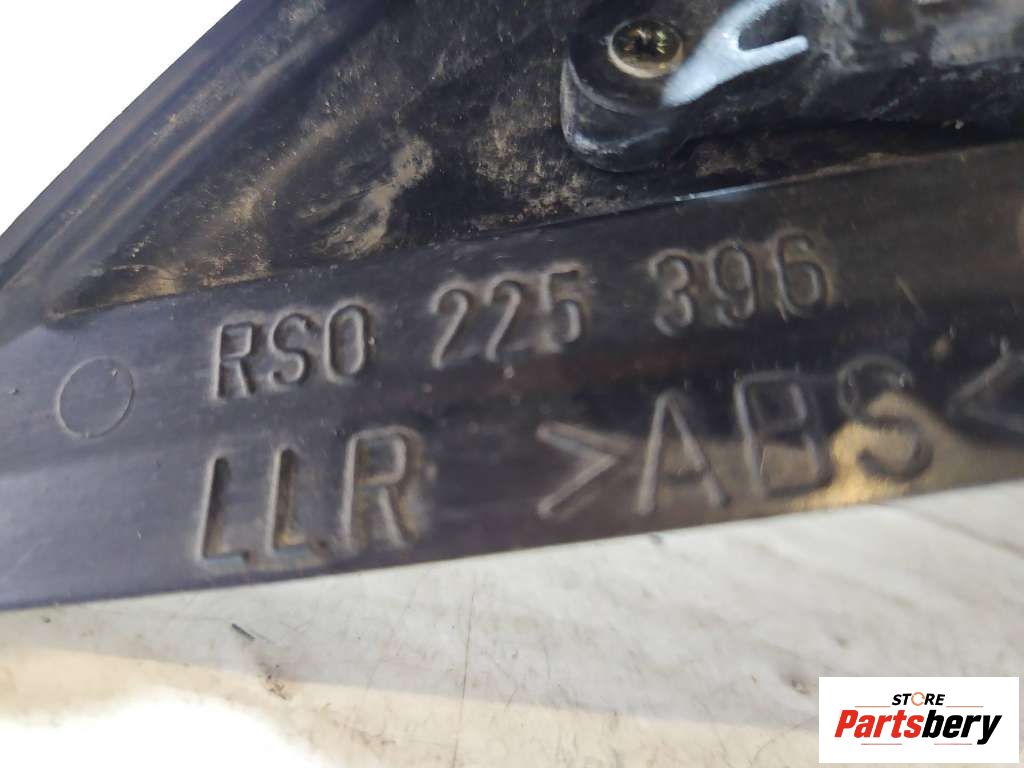 RS0 225 396
LLR >ABS<
STORE
Partsbery